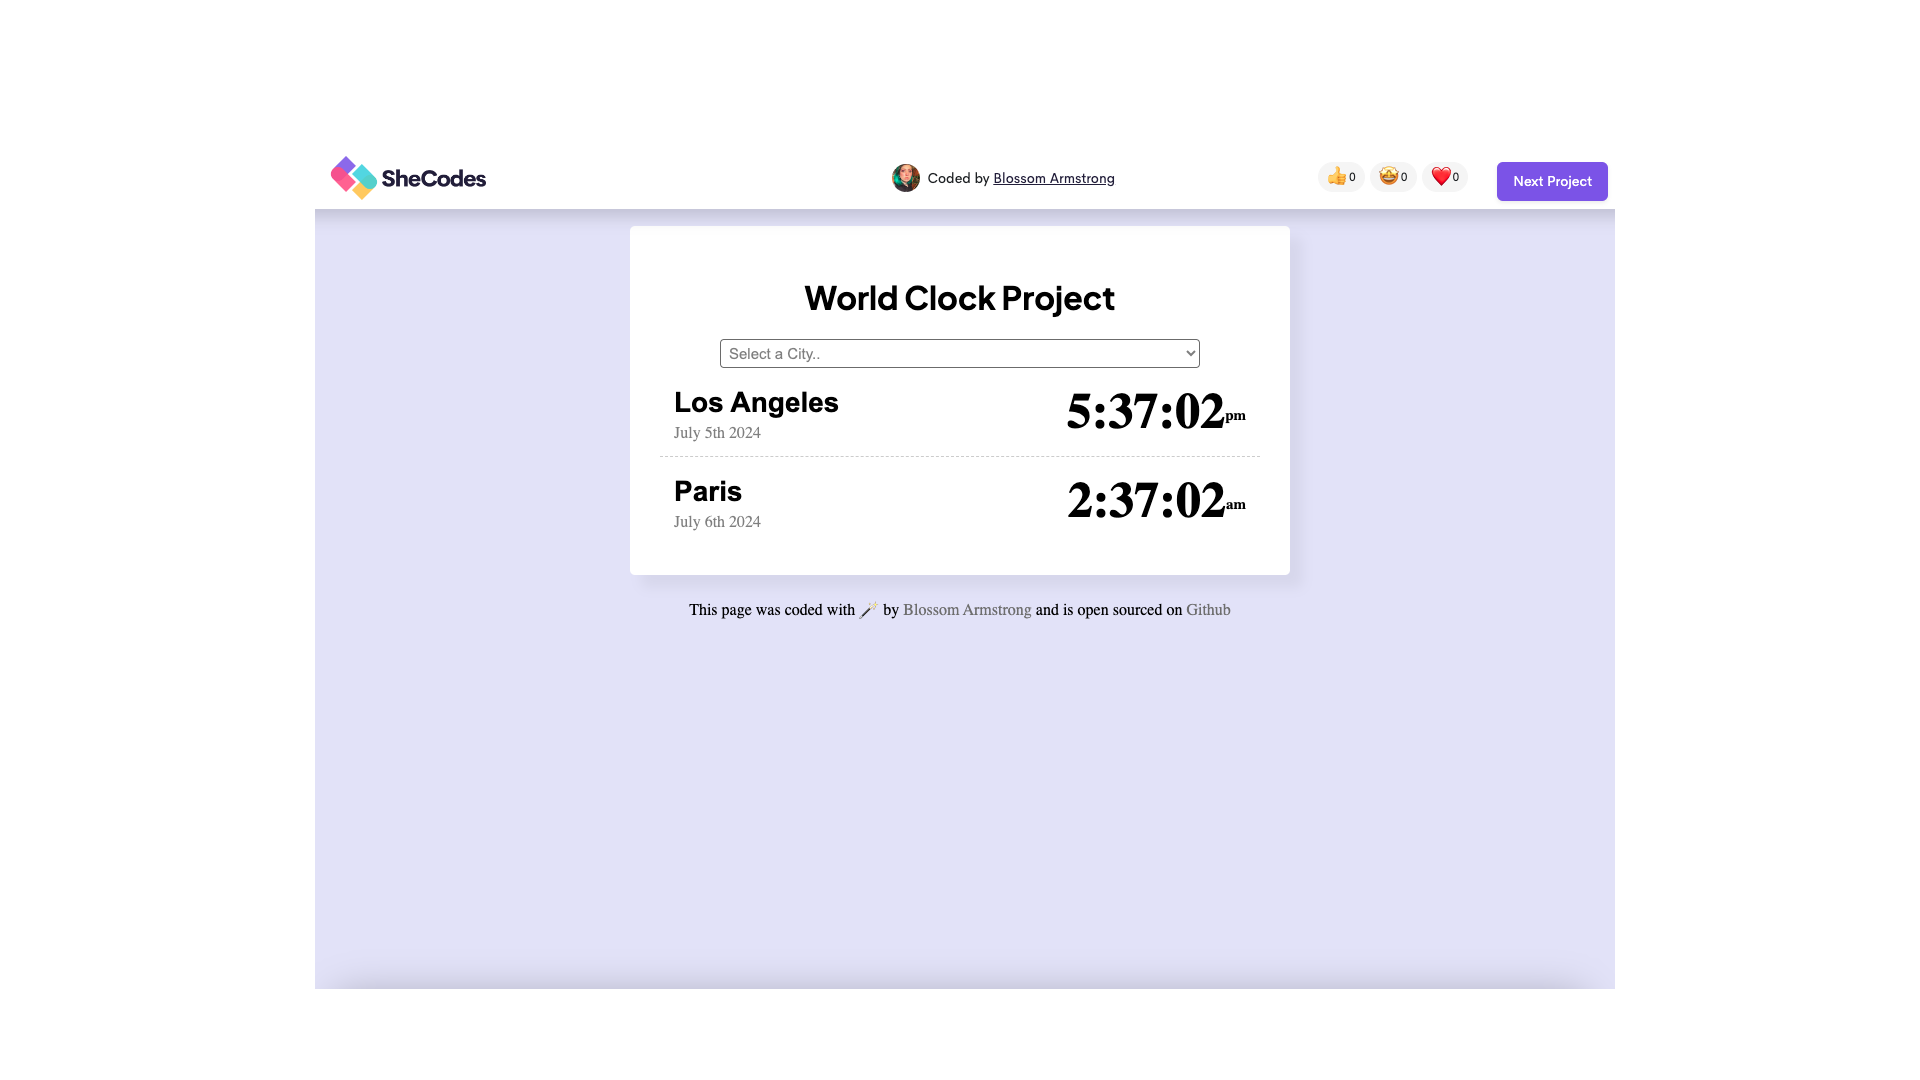 SheCodes
Coded by Blossom Armstrong
👍0 🤩0 ❤️0
Next Project
World Clock Project
Select a City..
Los Angeles
5:37:02pm
July 5th 2024
Paris
2:37:02am
July 6th 2024
This page was coded with 🪄 by Blossom Armstrong and is open sourced on Github